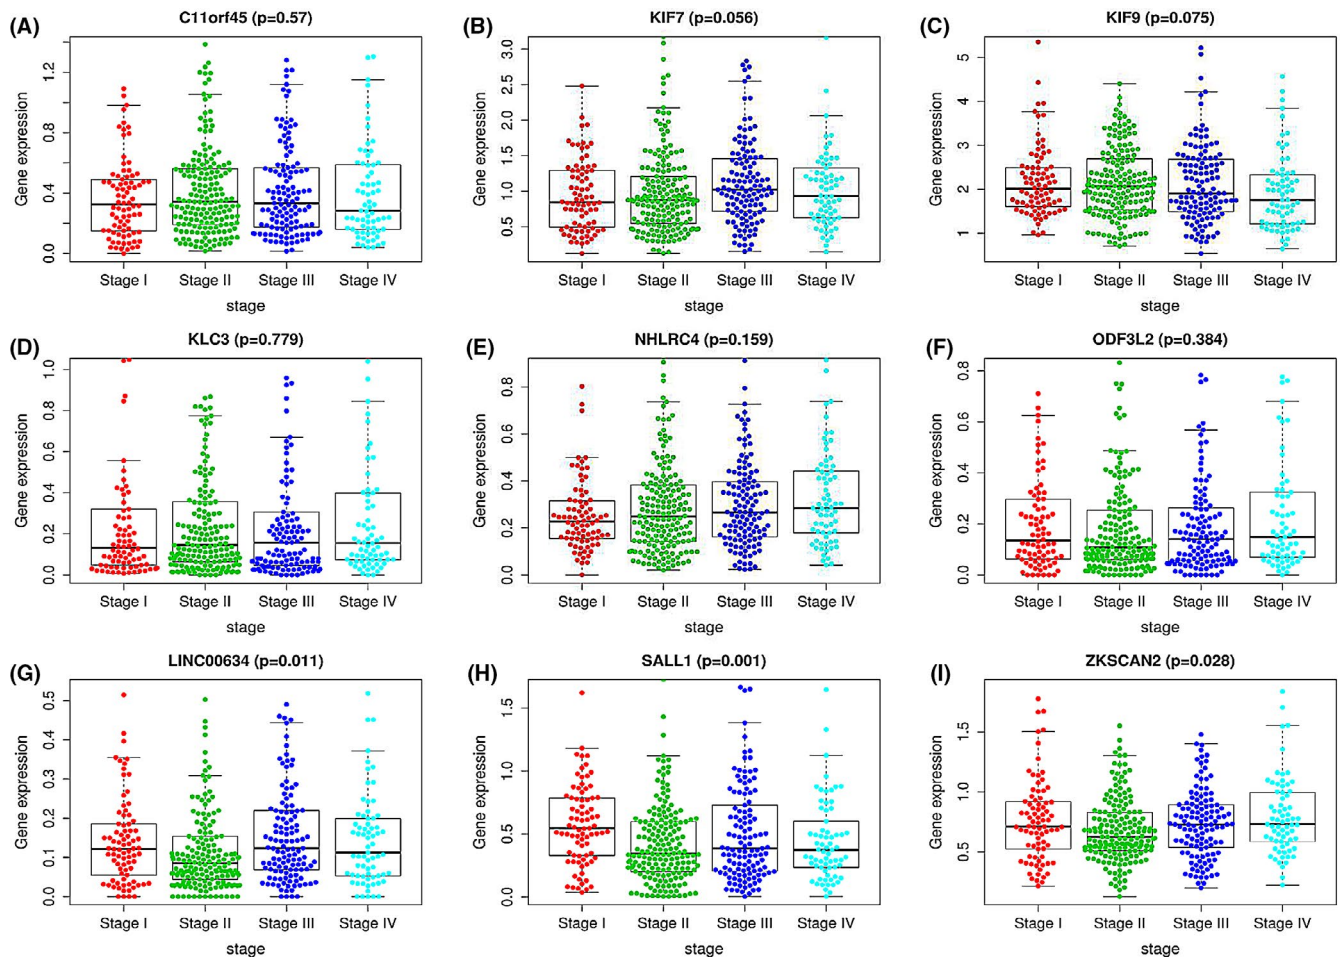 (A) C11orf45 (p=0.57)
Gene expression
1.2
0.8
0.4
0.0
Stage I Stage II Stage III Stage IV
stage
(B) KIF7 (p=0.056)
Gene expression
3.0
2.5
2.0
1.5
1.0
0.5
Stage I Stage II Stage III Stage IV
stage
(C) KIF9 (p=0.075)
Gene expression
5
4
3
2
1
Stage I Stage II Stage III Stage IV
stage
(D) KLC3 (p=0.779)
Gene expression
1.0
0.8
0.6
0.4
0.2
0.0
Stage I Stage II Stage III Stage IV
stage
(E) NHLRC4 (p=0.159)
Gene expression
0.8
0.6
0.4
0.2
0.0
Stage I Stage II Stage III Stage IV
stage
(F) ODF3L2 (p=0.384)
Gene expression
0.8
0.6
0.4
0.2
0.0
Stage I Stage II Stage III Stage IV
stage
(G) LINC00634 (p=0.011)
Gene expression
0.5
0.4
0.3
0.2
0.1
0.0
Stage I Stage II Stage III Stage IV
stage
(H) SALL1 (p=0.001)
Gene expression
1.5
1.0
0.5
0.0
Stage I Stage II Stage III Stage IV
stage
(I) ZKSCAN2 (p=0.028)
Gene expression
1.5
1.0
0.5
Stage I Stage II Stage III Stage IV
stage